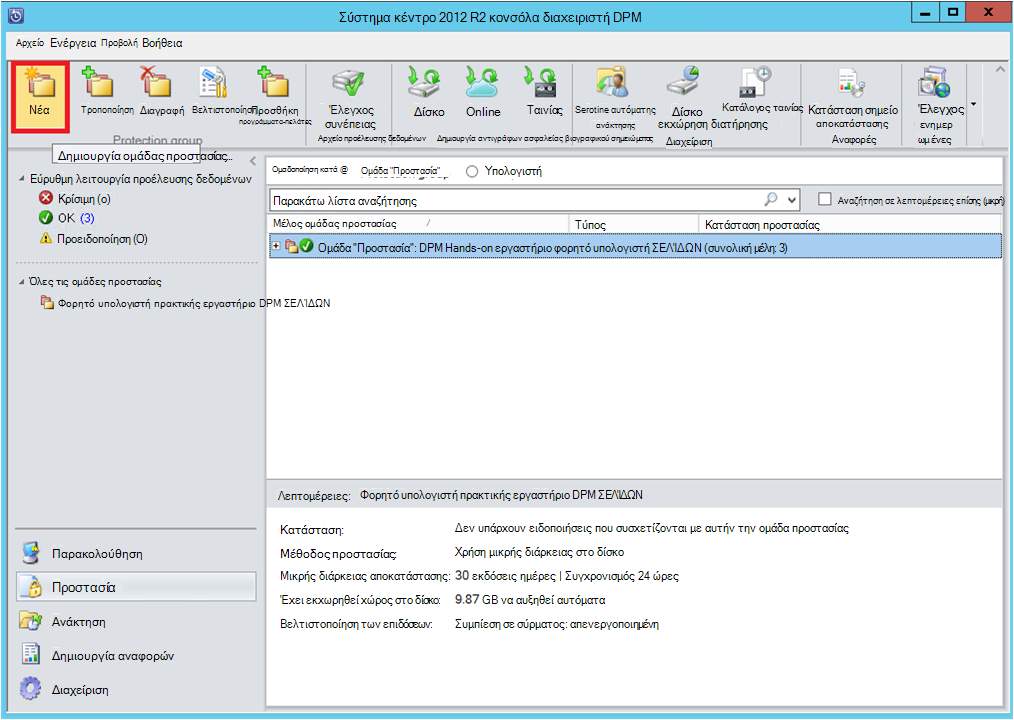 Σύστημα κέντρο 2012 R2 κονσόλα διαχειριστή DPM
Αρχείο Ενέργεια Προβολή Βοήθεια
Νέα
Τροποποίηση
Διαγραφή
Βελτιστοποίηση
Προσθήκη
προγράμματα-πελάτες
Protection group
Έλεγχος
συνέπειας
Αρχείο προέλευσης δεδομένων
Δίσκο
Online
Ταινίας
Δημιουργία αντιγράφων ασφαλείας βιογραφικού σημειώματος
Serotine αυτόματης
ανάκτησης
Δίσκο
εκχώρηση διατήρησης
Κατάλογος ταινίας
Διαχείριση
Κατάσταση σημείο
αποκατάστασης
Αναφορές
Έλεγχος
ενημερ
ωμένες
Δημιουργία ομάδας προστασίας...
Εύρυθμη λειτουργία προέλευσης δεδομένων
Κρίσιμη (ο)
OK (3)
Προειδοποίηση (Ο)
Όλες τις ομάδες προστασίας
Φορητό υπολογιστή πρακτικής εργαστήριο DPM ΣΕΛΊΔΩΝ
Ομαδοποίηση κατά @ Ομάδα "Προστασία" Υπολογιστή
Παρακάτω λίστα αναζήτησης
Αναζήτηση σε λεπτομέρειες επίσης (μικρή)
Μέλος ομάδας προστασίας / Τύπος Κατάσταση προστασίας
Ομάδα "Προστασία": DPM Hands-on εργαστήριο φορητό υπολογιστή ΣΕΛΊΔΩΝ (συνολική μέλη: 3)
Λεπτομέρειες: Φορητό υπολογιστή πρακτικής εργαστήριο DPM ΣΕΛΊΔΩΝ
Κατάσταση: Δεν υπάρχουν ειδοποιήσεις που συσχετίζονται με αυτήν την ομάδα προστασίας
Μέθοδος προστασίας: Χρήση μικρής διάρκειας στο δίσκο
Μικρής διάρκειας αποκατάστασης: 30 εκδόσεις ημέρες | Συγχρονισμός 24 ώρες
Έχει εκχωρηθεί χώρος στο δίσκο: 9.87 GB να αυξηθεί αυτόματα
Βελτιστοποίηση των επιδόσεων: Συμπίεση σε σύρματος: απενεργοποιημένη
Παρακολούθηση
Προστασία
Ανάκτηση
Δημιουργία αναφορών
Διαχείριση